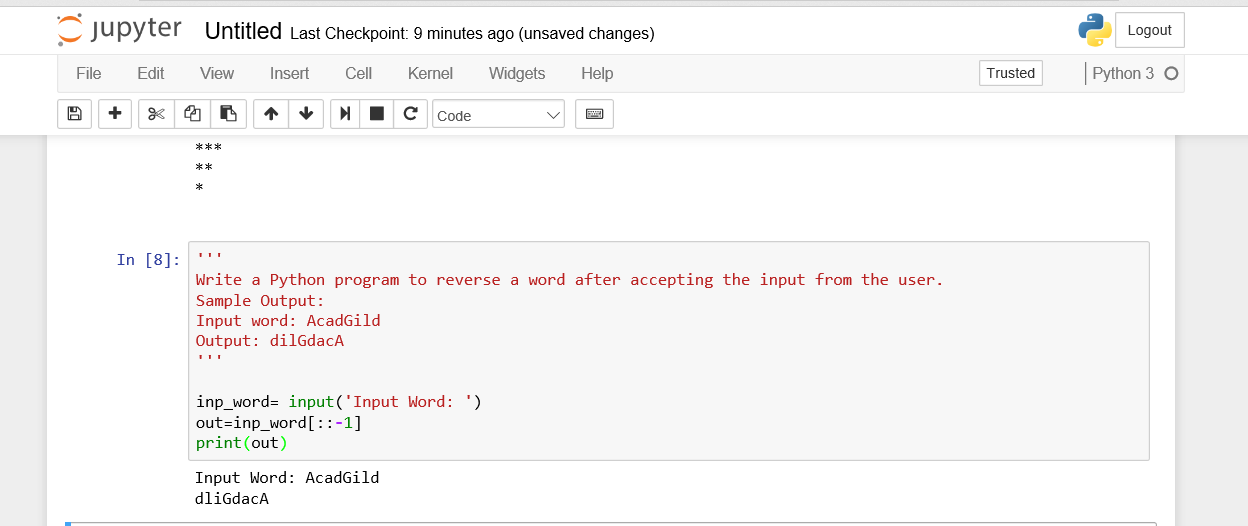 jupyter Untitled Last Checkpoint: 9 minutes ago (unsaved changes) Logout
File Edit View Insert Cell Kernel Widgets Help Trusted Python 3
Code
***
**
*
In [8]: '''
Write a Python program to reverse a word after accepting the input from the user.
Sample Output:
Input word: AcadGild
Output: dilGdacA
'''
inp_word= input('Input Word: ')
out=inp_word[::-1]
print(out)
Input Word: AcadGild
dliGdacA